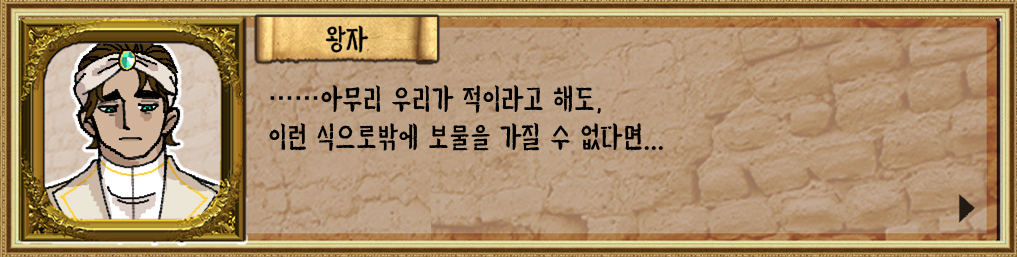 왕자
……아무리 우리가 적이라고 해도,
이런 식으로밖에 보물을 가질 수 없다면...